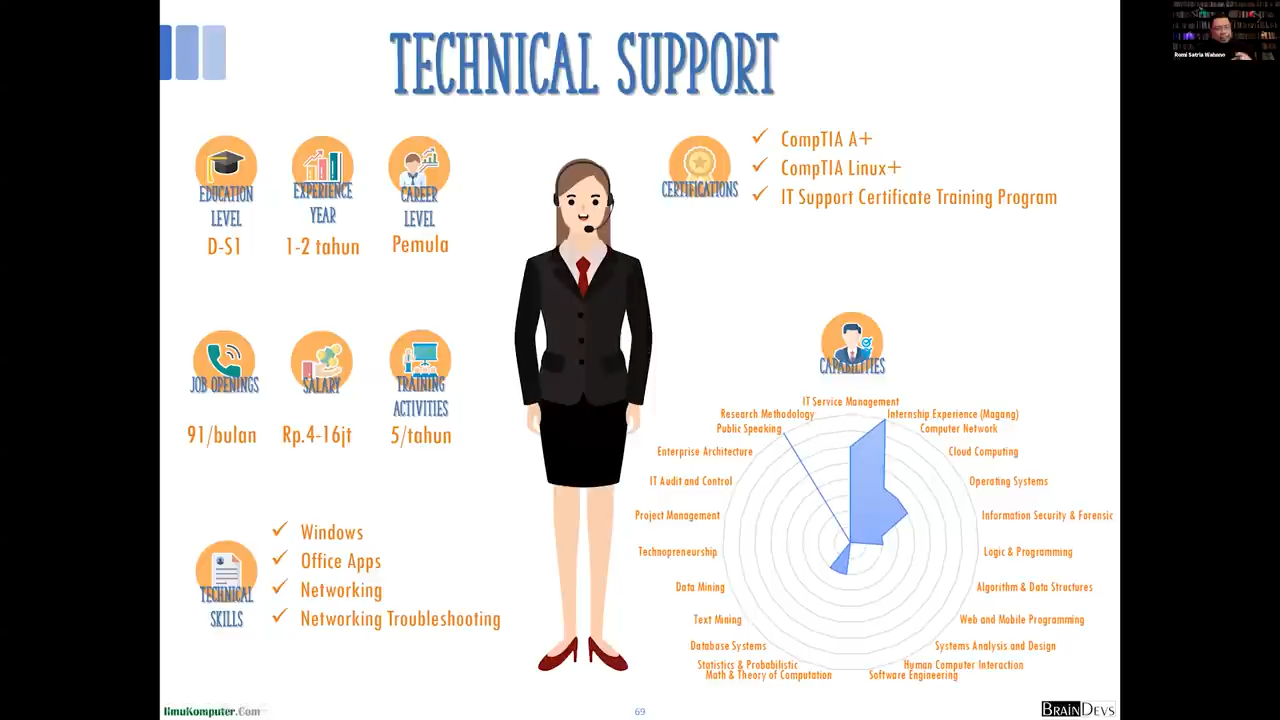 TECHNICAL SUPPORT
Romi Satria Wahono
EDUCATION
LEVEL
D-S1
EXPERIENCE
YEAR
1-2 tahun
CAREER
LEVEL
Pemula
CERTIFICATIONS
CompTIA A+
CompTIA Linux+
IT Support Certificate Training Program
JOB OPENINGS
91/bulan
SALARY
Rp.4-16jt
TRAINING
ACTIVITIES
5/tahun
CAPABILITIES
IT Service Management
Internship Experience (Magang)
Computer Network
Cloud Computing
Operating Systems
Information Security & Forensic
Logic & Programming
Algorithm & Data Structures
Web and Mobile Programming
Systems Analysis and Design
Human Computer Interaction
Software Engineering
Math & Theory of Computation
Statistics & Probabilistic
Database Systems
Text Mining
Data Mining
Technopreneurship
Project Management
IT Audit and Control
Enterprise Architecture
Public Speaking
Research Methodology
TECHNICAL
SKILLS
Windows
Office Apps
Networking
Networking Troubleshooting
IlmuKomputer.Com
69
BRAINDEVS